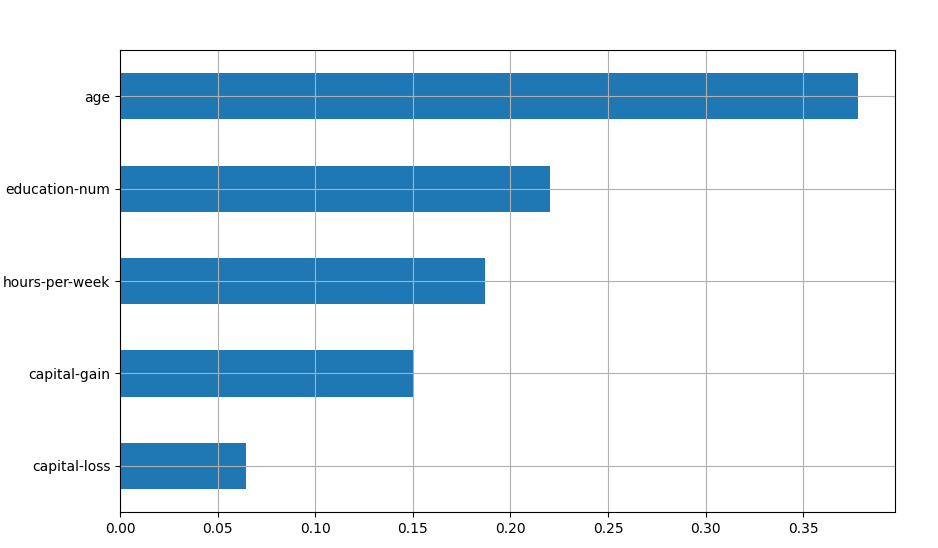 age
education-num
hours-per-week
capital-gain
capital-loss
0.00 0.05 0.10 0.15 0.20 0.25 0.30 0.35